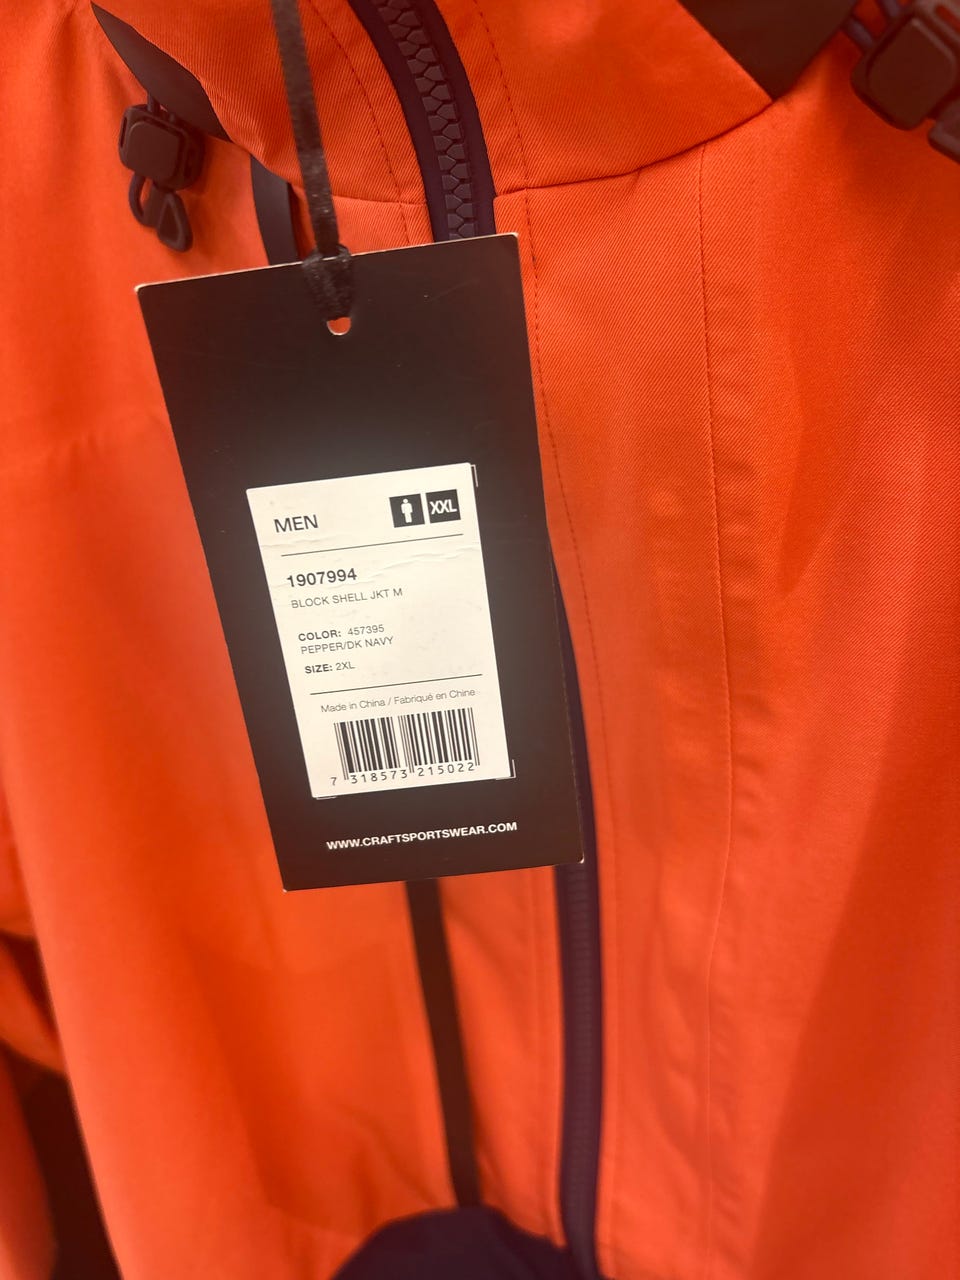 MEN
XXL
1907994
BLOCK SHELL JKT M
COLOR: 457395
PEPPER/DK NAVY
SIZE: 2XL
Made in China / Fabriqué en Chine
7 318573 215022
WWW.CRAFTSPORTSWEAR.COM